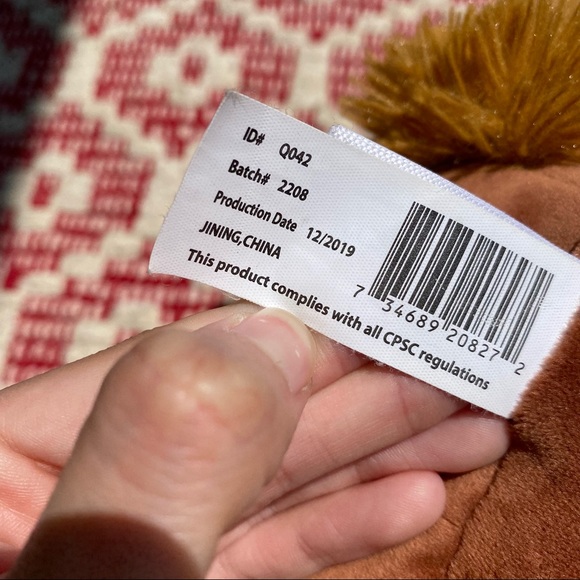 ID# Q042
Batch# 2208
Production Date 12/2019
JINING,CHINA
This product complies with all CPSC regulations
7 34689 20827 2